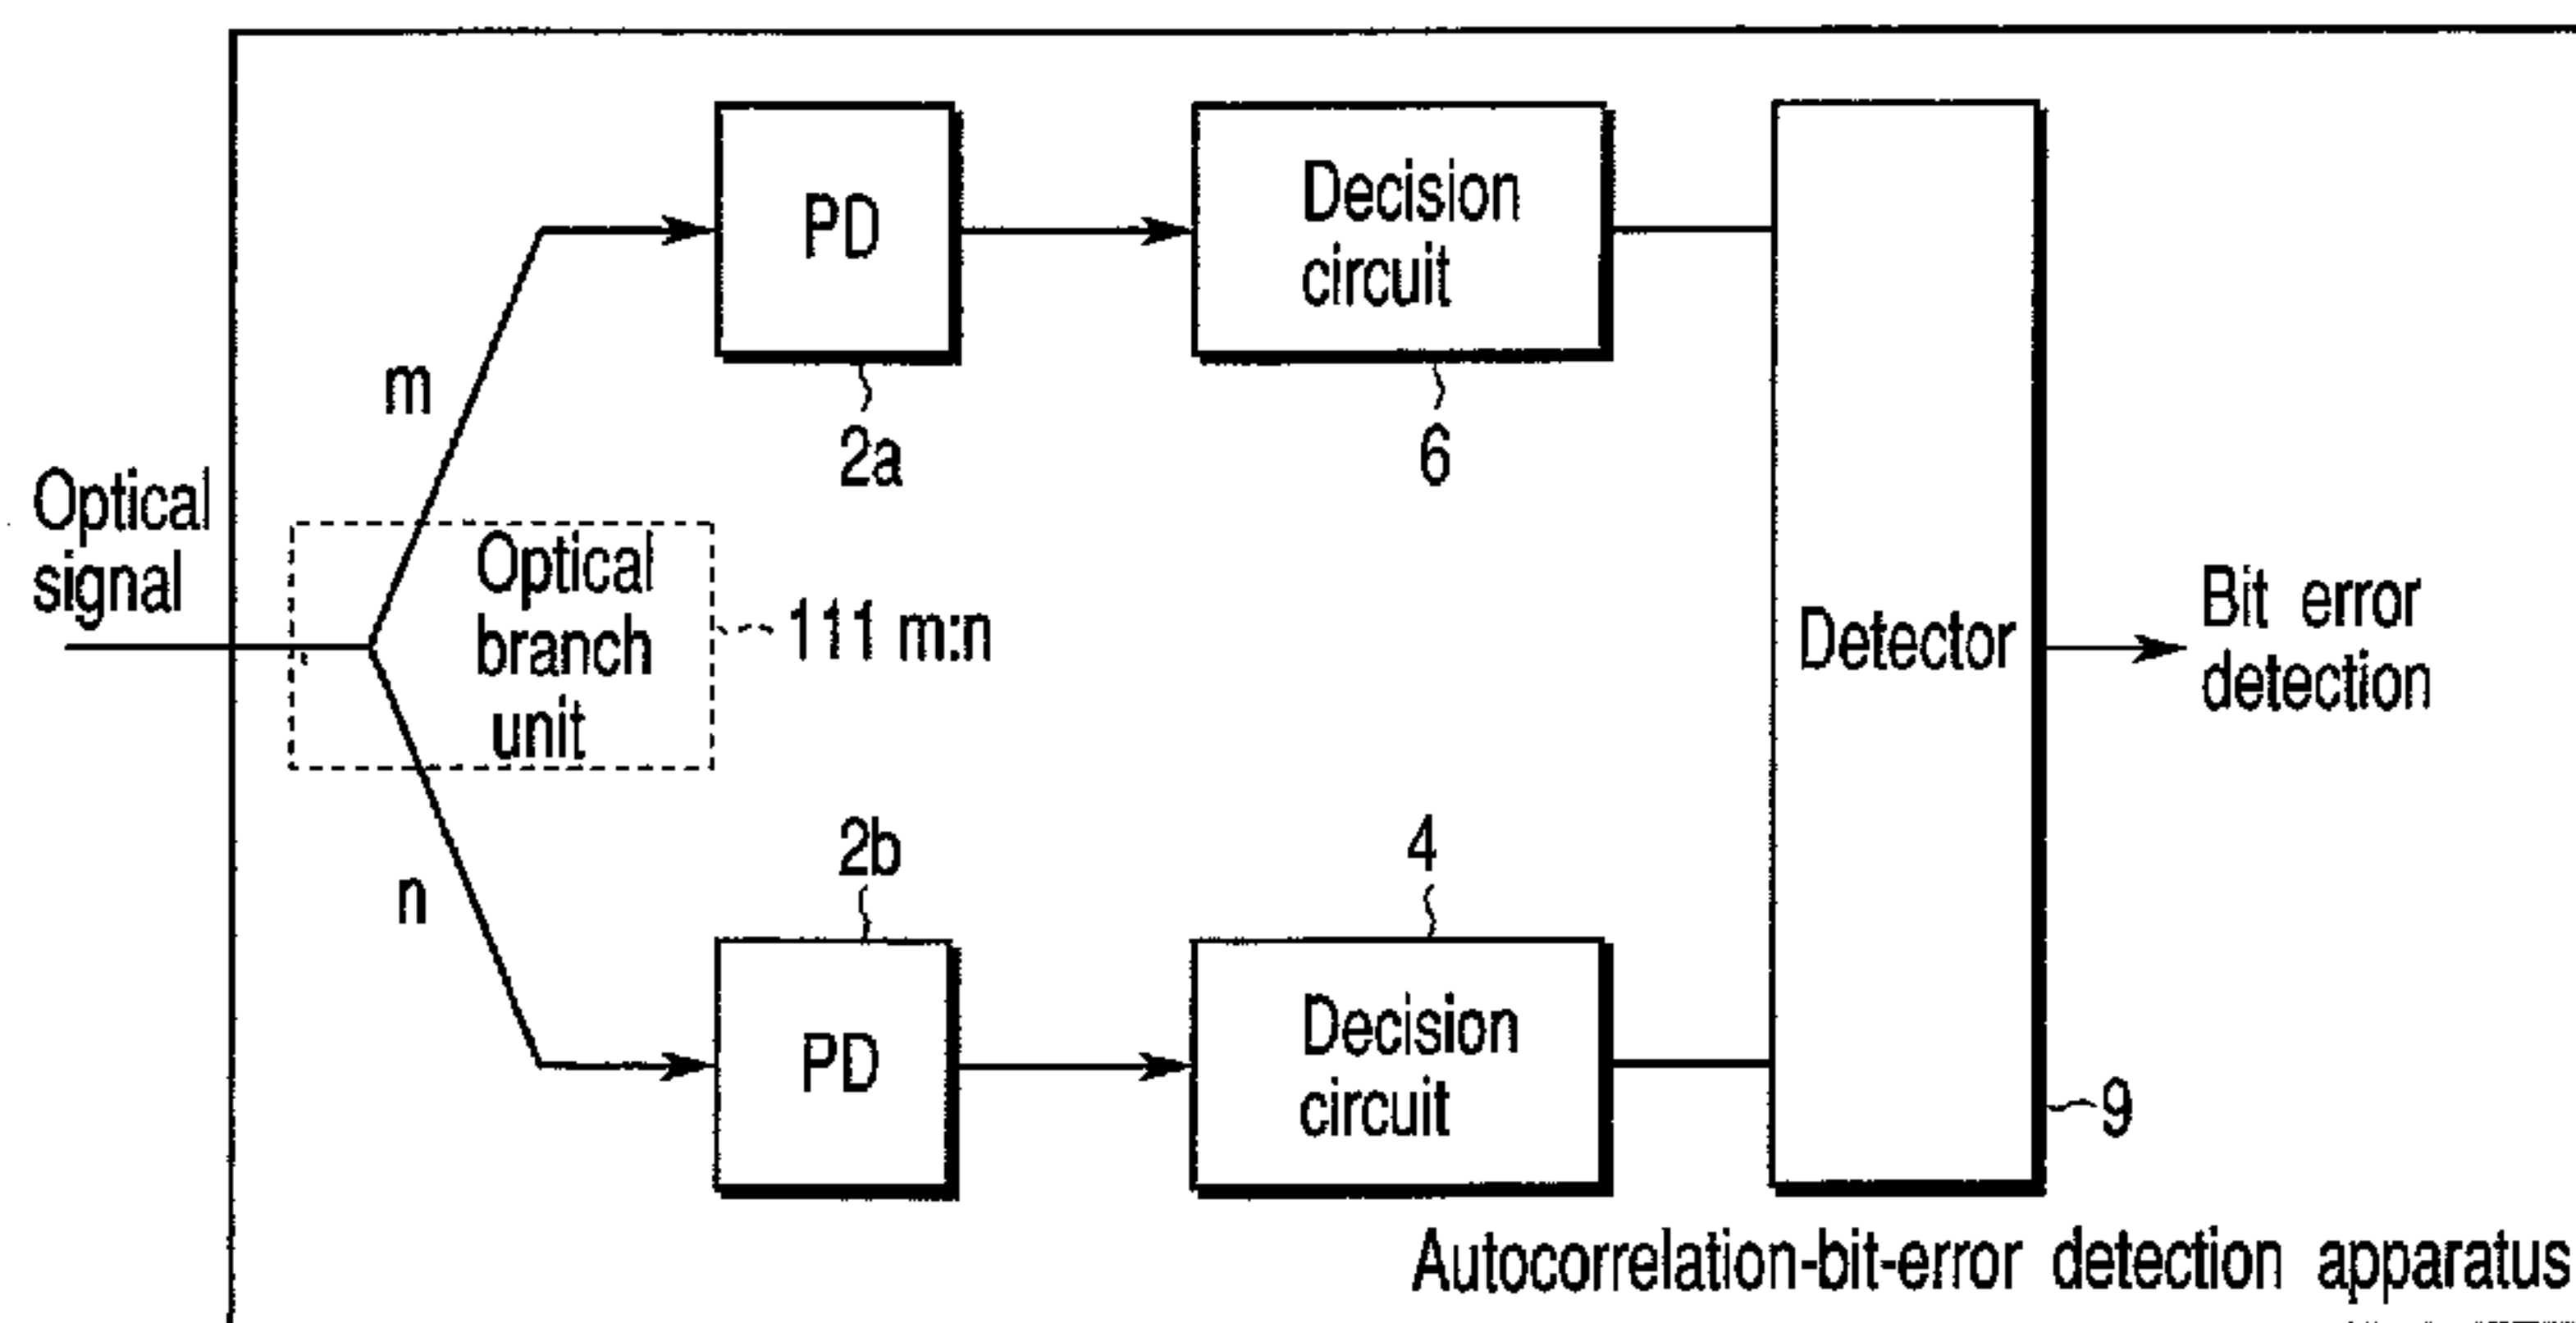 PD
Decision
circuit
m
2a
6
Optical
signal
Optical
branch
unit
111 m:n
Detector
Bit error
detection
2b
4
n
PD
Decision
circuit
9
Autocorrelation-bit-error detection apparatus